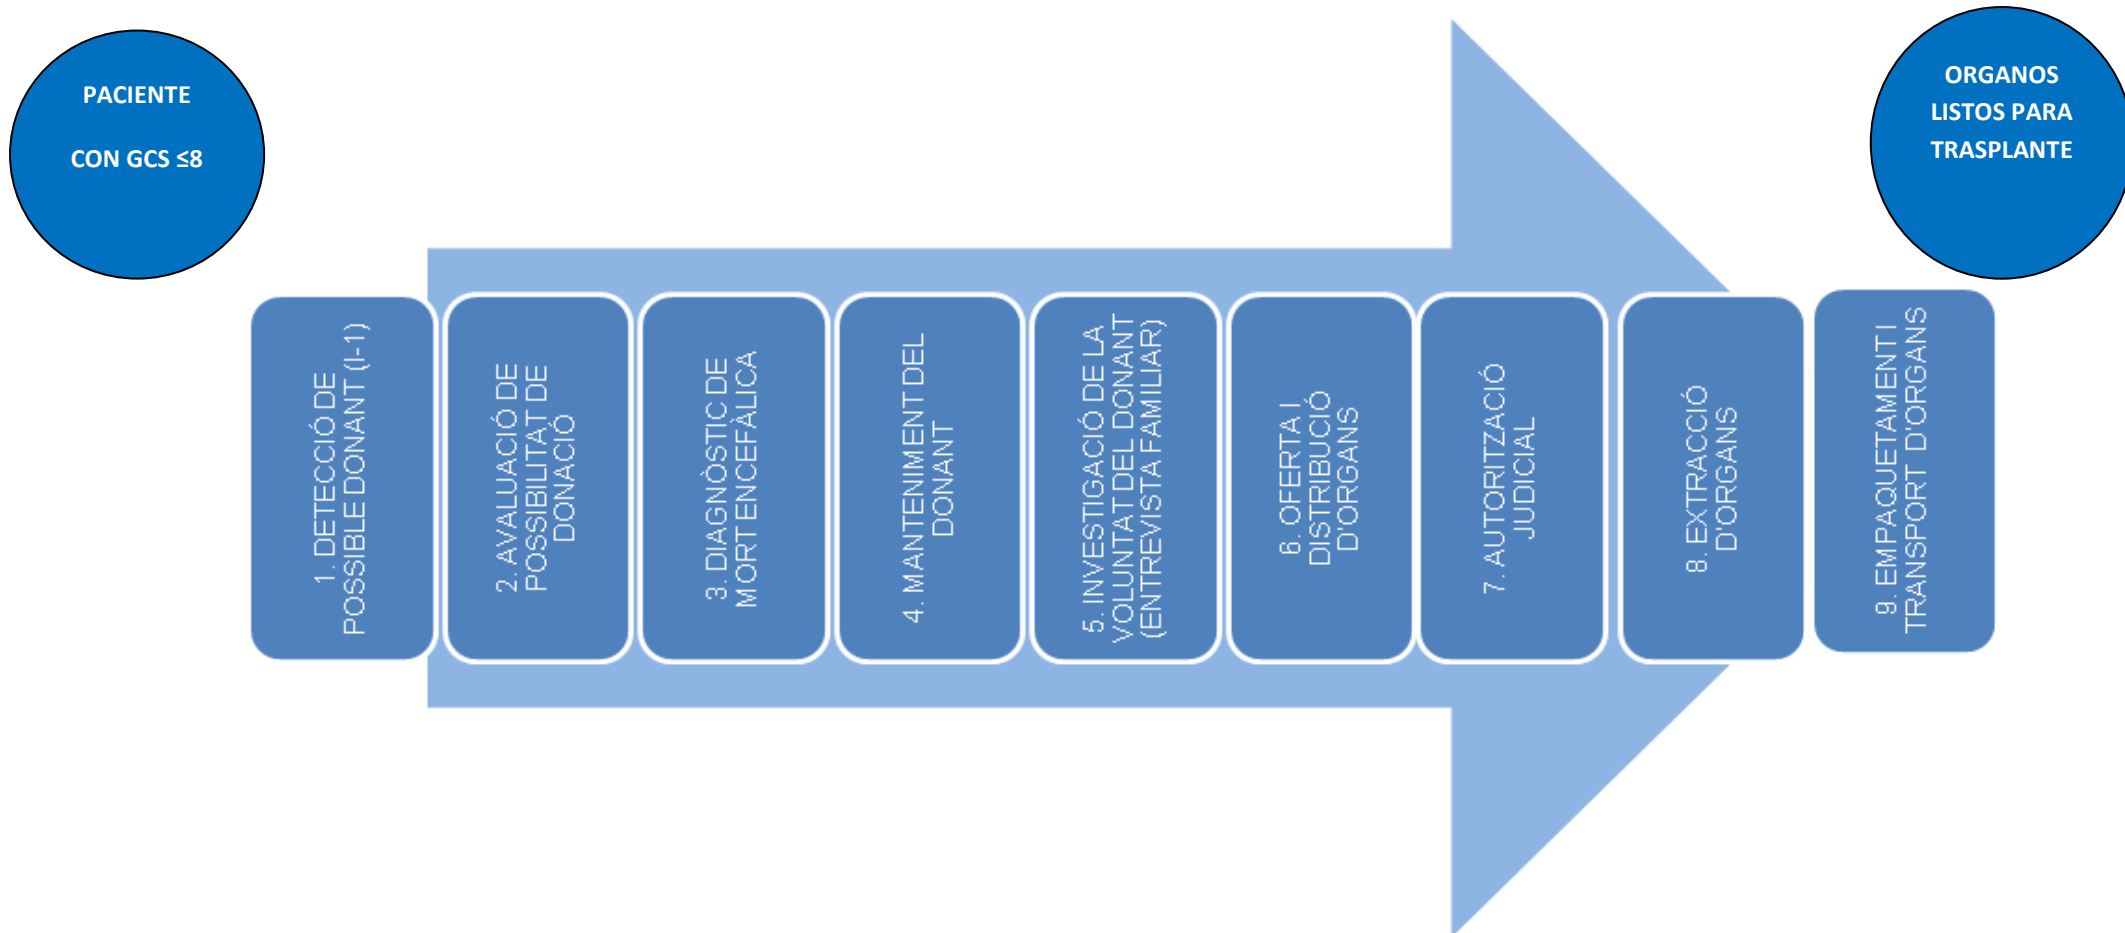 PACIENTE
CON GCS ≤8
ORGANOS
LISTOS PARA
TRASPLANTE
1. DETECCIÓ DE
POSSIBLE DONANT (I-1)
2. AVALUACIÓ DE
POSSIBILITAT DE
DONACIÓ
3. DIAGNÒSTIC DE
MORT ENCEFÀLICA
4. MANTENIMENT DEL
DONANT
5. INVESTIGACIÓ DE LA
VOLUNTAT DEL DONANT
(ENTREVISTA FAMILIAR)
6. OFERTA I
DISTRIBUCIÓ
D'ORGANS
7. AUTORITZACIÓ
JUDICIAL
8. EXTRACCIÓ
D'ORGANS
9. EMPAQUETAMENT I
TRANSPORT D'ORGANS